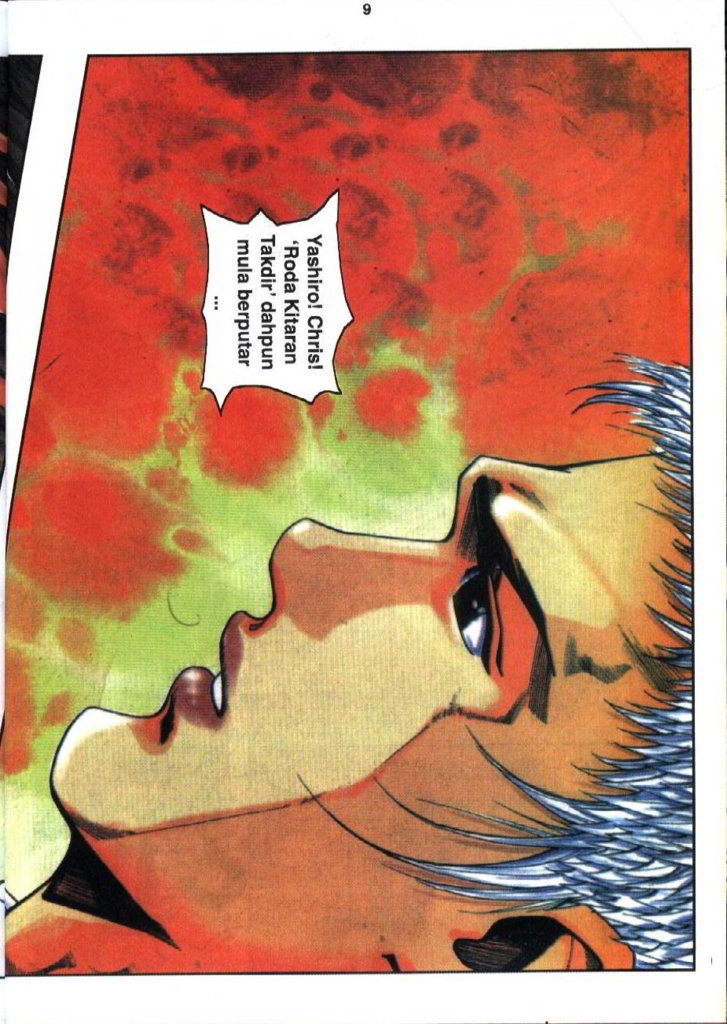 9
Yashiro! Chris!
'Roda Kitaran
Takdir' dahpun
mula berputar
...